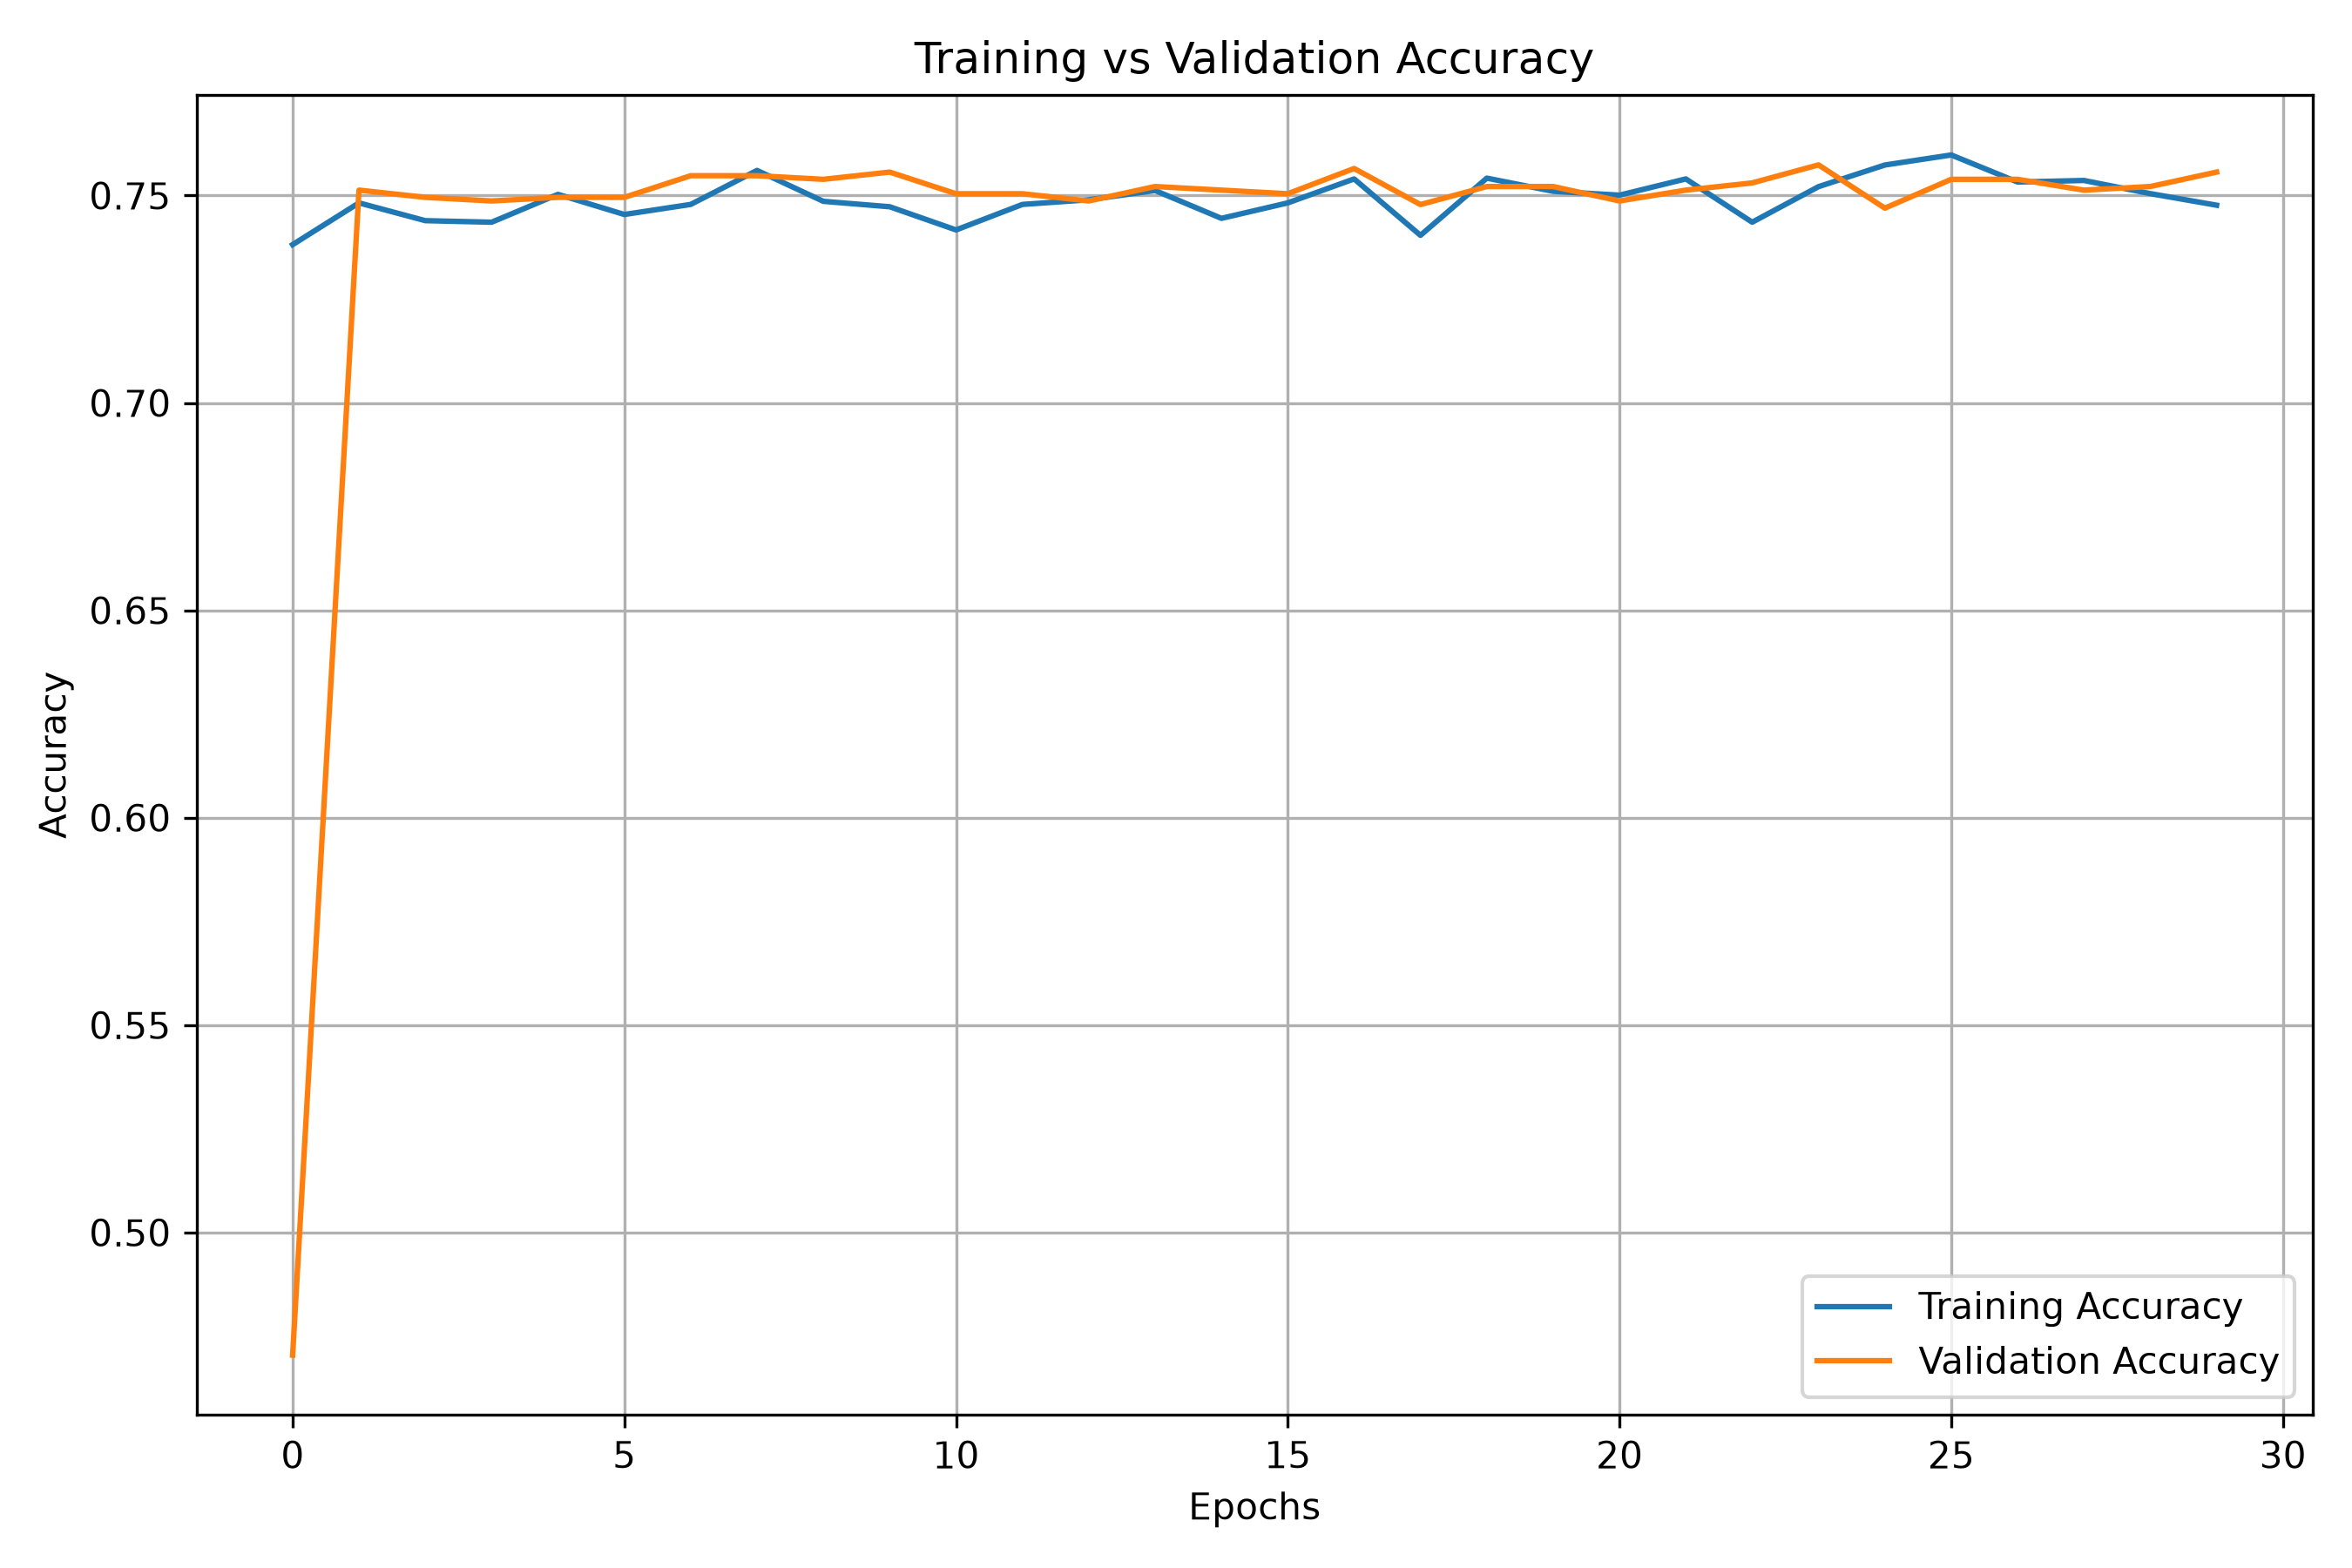 Training vs Validation Accuracy
Accuracy
0.75
0.70
0.65
0.60
0.55
0.50
Training Accuracy
Validation Accuracy
0 5 10 15 20 25 30
Epochs